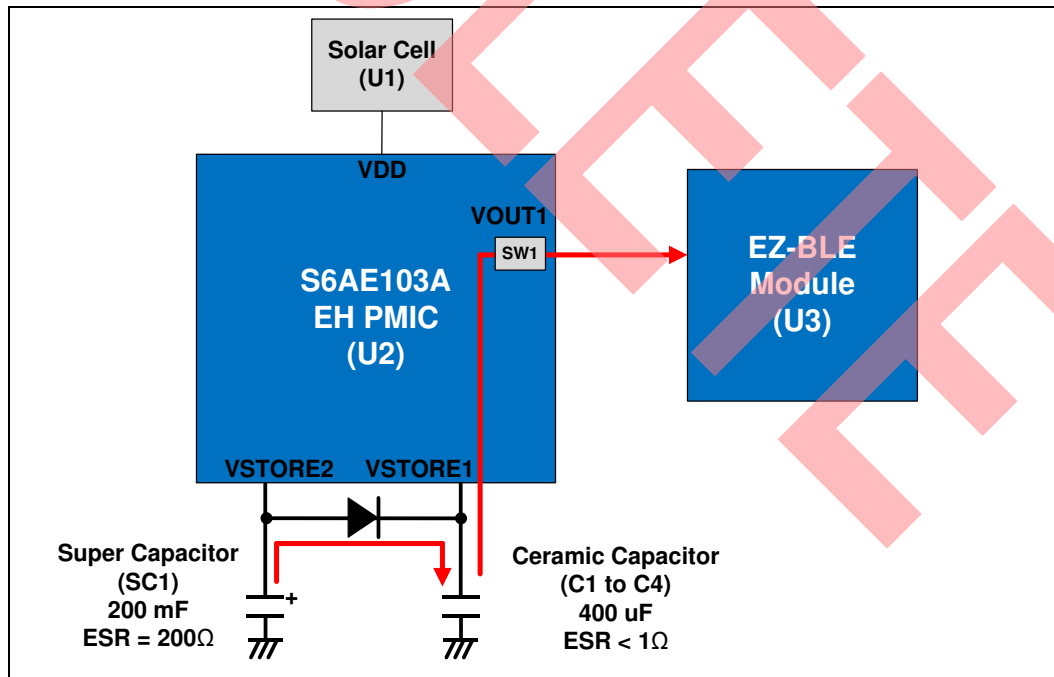 Solar Cell
(U1)
VDD
VOUT1
SW1
S6AE103A
EH PMIC
(U2)
EZ-BLE
Module
(U3)
VSTORE2
VSTORE1
Super Capacitor
(SC1)
200 mF
ESR = 200Ω
+
Ceramic Capacitor
(C1 to C4)
400 uF
ESR < 1Ω